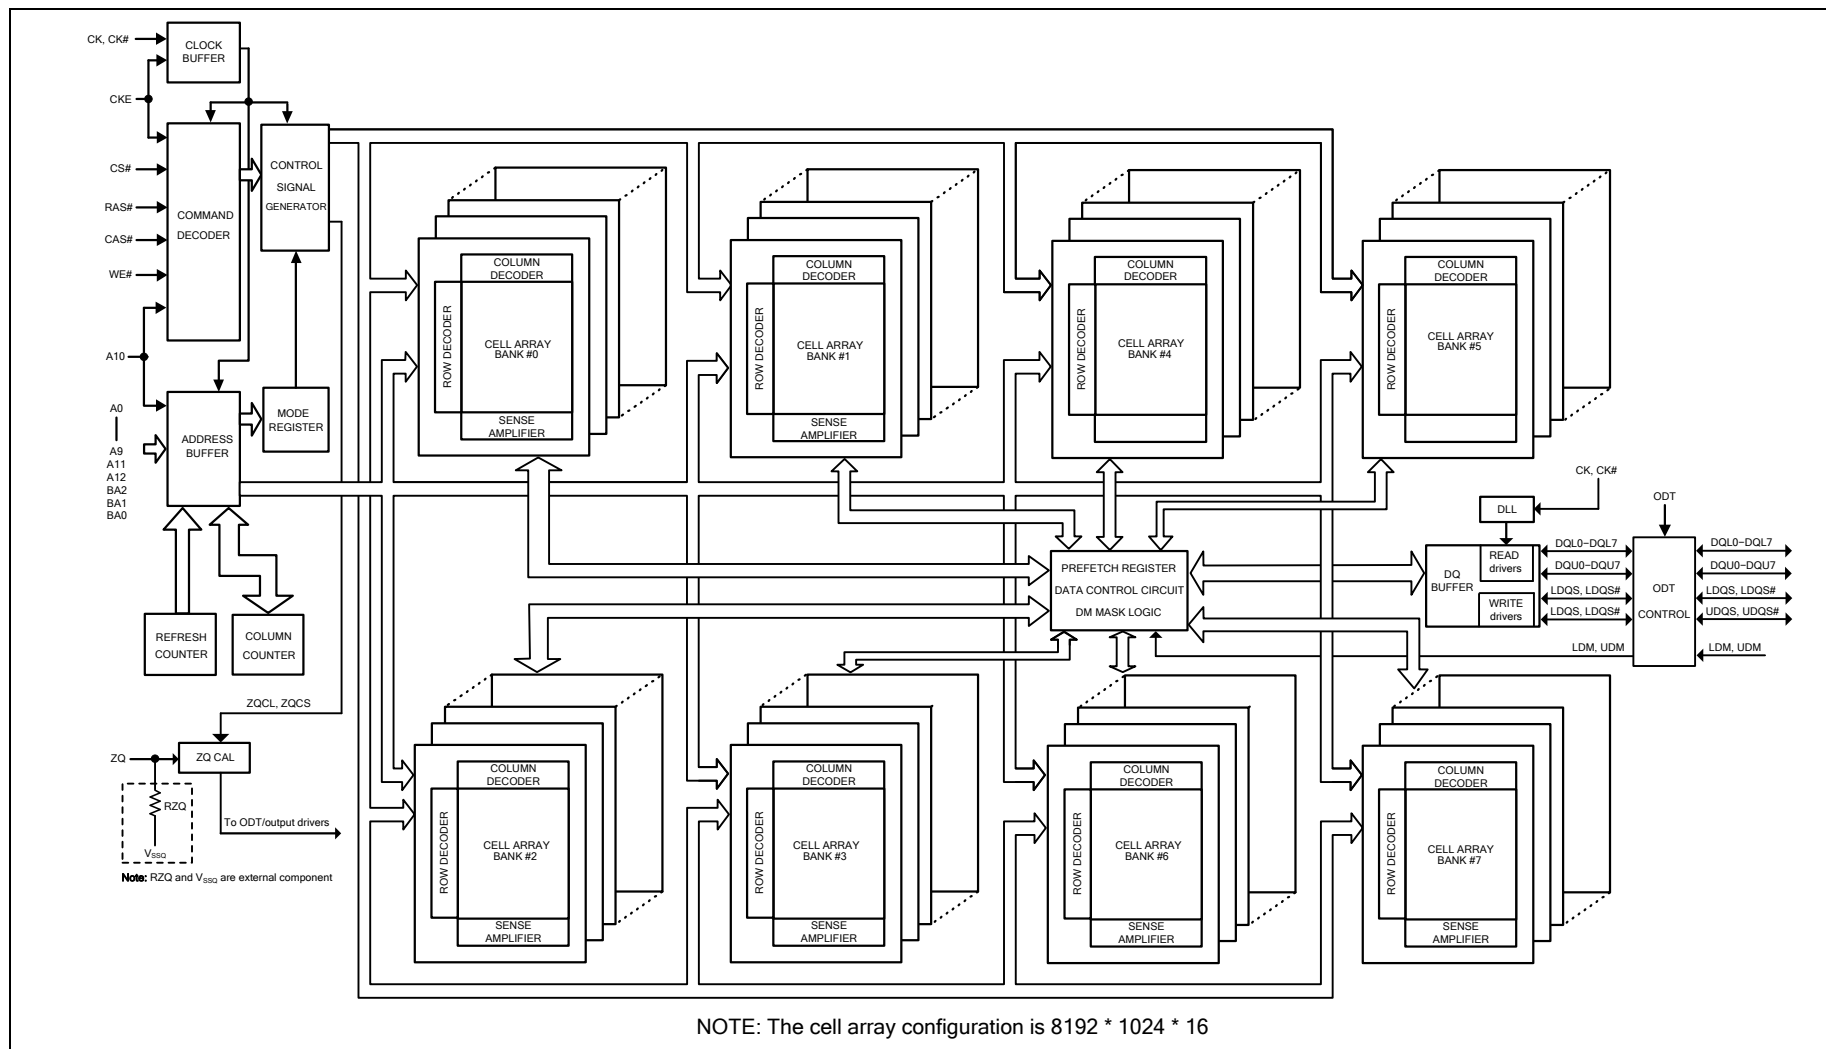 CK, CK#
CLOCK
BUFFER
CKE
CS#
RAS#
CAS#
WE#
COMMAND
DECODER
CONTROL
SIGNAL
GENERATOR
A10
A0
A9
A11
A12
BA2
BA1
BA0
ADDRESS
BUFFER
MODE
REGISTER
REFRESH
COUNTER
COLUMN
COUNTER
ZQCL, ZQCS
ZQ
ZQ CAL
RZQ
VSSQ
To ODT/output drivers
Note: RZQ and VSSQ are external component
COLUMN
DECODER
ROW DECODER
CELL ARRAY
BANK #0
SENSE
AMPLIFIER
COLUMN
DECODER
ROW DECODER
CELL ARRAY
BANK #1
SENSE
AMPLIFIER
COLUMN
DECODER
ROW DECODER
CELL ARRAY
BANK #4
COLUMN
DECODER
ROW DECODER
CELL ARRAY
BANK #5
PREFETCH REGISTER
DATA CONTROL CIRCUIT
DM MASK LOGIC
CK, CK#
DLL
DQ
BUFFER
READ
drivers
WRITE
drivers
DQL0~DQL7
DQU0~DQU7
LDQS, LDQS#
LDQS, LDQS#
LDM, UDM
ODT
ODT
CONTROL
DQL0~DQL7
DQU0~DQU7
LDQS, LDQS#
UDQS, UDQS#
LDM, UDM
COLUMN
DECODER
ROW DECODER
CELL ARRAY
BANK #2
SENSE
AMPLIFIER
COLUMN
DECODER
ROW DECODER
CELL ARRAY
BANK #3
SENSE
AMPLIFIER
COLUMN
DECODER
ROW DECODER
CELL ARRAY
BANK #6
SENSE
AMPLIFIER
COLUMN
DECODER
ROW DECODER
CELL ARRAY
BANK #7
SENSE
AMPLIFIER
NOTE: The cell array configuration is 8192 * 1024 * 16